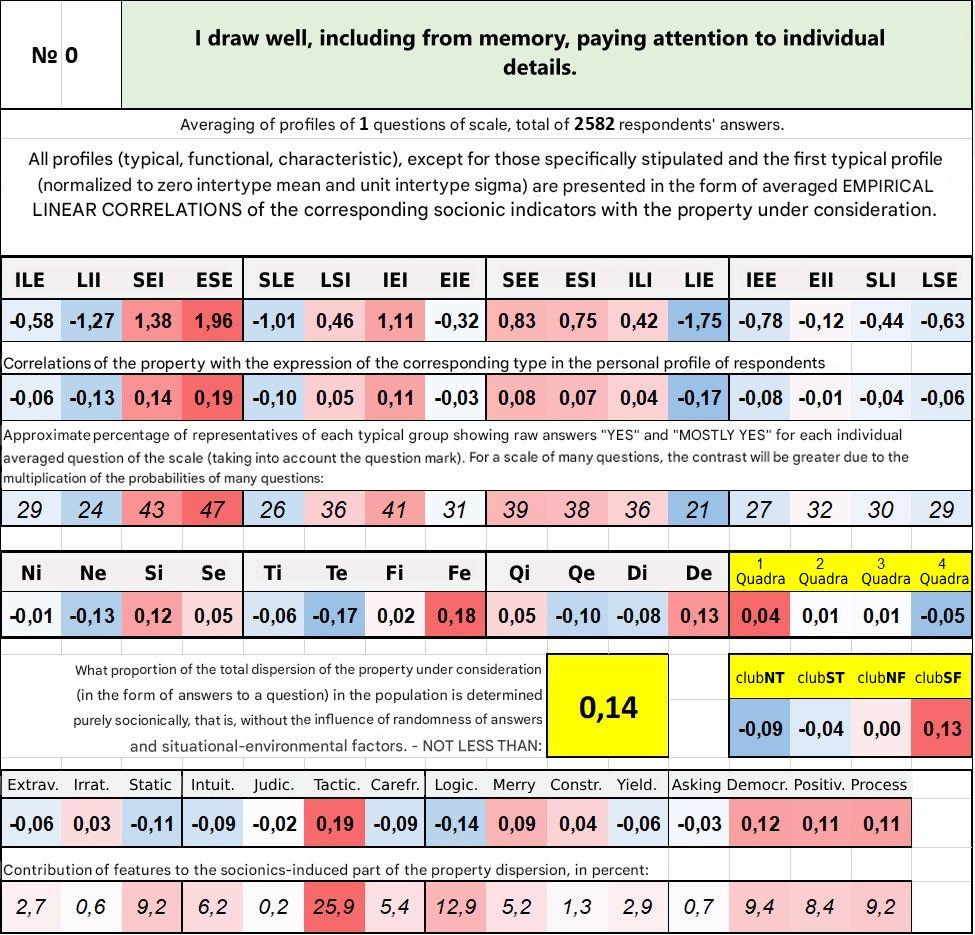 № 0
I draw well, including from memory, paying attention to individual
details.
Averaging of profiles of 1 questions of scale, total of 2582 respondents' answers.
All profiles (typical, functional, characteristic), except for those specifically stipulated and the first typical profile
(normalized to zero intertype mean and unit intertype sigma) are presented in the form of averaged EMPIRICAL
LINEAR CORRELATIONS of the corresponding socionic indicators with the property under consideration.
ILE LII SEI ESE SLE LSI IEI EIE SEE ESI ILI LIE IEE EII SLI LSE
-0,58 -1,27 1,38 1,96 -1,01 0,46 1,11 -0,32 0,83 0,75 0,42 -1,75 -0,78 -0,12 -0,44 -0,63
Correlations of the property with the expression of the corresponding type in the personal profile of respondents
-0,06 -0,13 0,14 0,19 -0,10 0,05 0,11 -0,03 0,08 0,07 0,04 -0,17 -0,08 -0,01 -0,04 -0,06
Approximate percentage of representatives of each typical group showing raw answers "YES" and "MOSTLY YES" for each individual
averaged question of the scale (taking into account the question mark). For a scale of many questions, the contrast will be greater due to the
multiplication of the probabilities of many questions:
29 24 43 47 26 36 41 31 39 38 36 21 27 32 30 29
Ni Ne Si Se Ti Te Fi Fe Qi Qe Di De 1 Quadra 2 Quadra 3 Quadra 4 Quadra
-0,01 -0,13 0,12 0,05 -0,06 -0,17 0,02 0,18 0,05 -0,10 -0,08 0,13 0,04 0,01 0,01 -0,05
What proportion of the total dispersion of the property under consideration
(in the form of answers to a question) in the population is determined
purely socionically, that is, without the influence of randomness of answers
and situational-environmental factors. - NOT LESS THAN:
0,14
clubNT clubST clubNF clubSF
-0,09 -0,04 0,00 0,13
Extrav. Irrat. Static Intuit. Judic. Tactic. Carefr. Logic. Merry Constr. Yield. Asking Democr. Positiv. Process
-0,06 0,03 -0,11 -0,09 -0,02 0,19 -0,09 -0,14 0,09 0,04 -0,06 -0,03 0,12 0,11 0,11
Contribution of features to the socionics-induced part of the property dispersion, in percent:
2,7 0,6 9,2 6,2 0,2 25,9 5,4 12,9 5,2 1,3 2,9 0,7 9,4 8,4 9,2